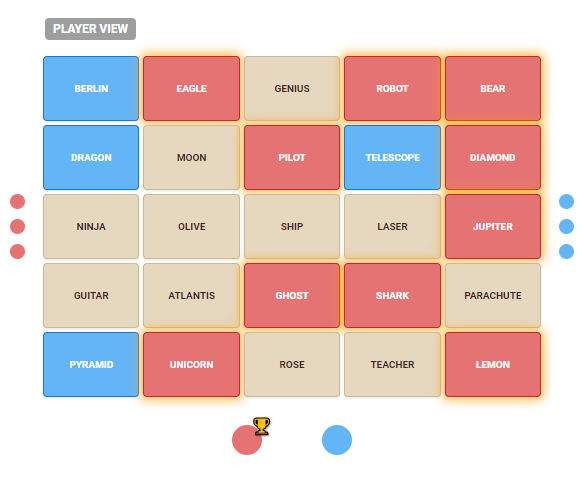 PLAYER VIEW
BERLIN EAGLE GENIUS ROBOT BEAR
DRAGON MOON PILOT TELESCOPE DIAMOND
NINJA OLIVE SHIP LASER JUPITER
GUITAR ATLANTIS GHOST SHARK PARACHUTE
PYRAMID UNICORN ROSE TEACHER LEMON